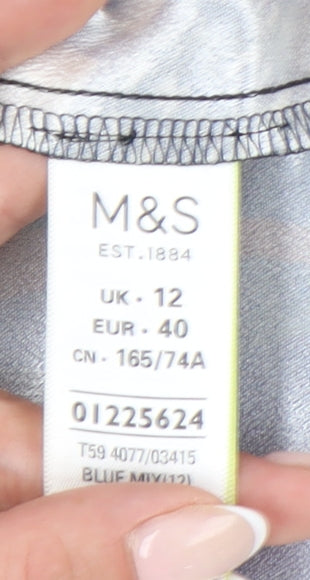 M&S
EST.1884
UK · 12
EUR · 40
CN · 165/74A
01225624
T59 4077/03415
BLUE MIX(12)